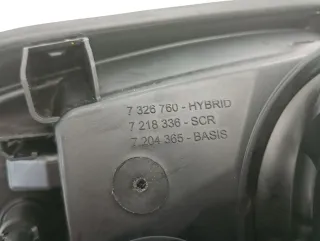 7 326 760 - HYBRID
7 218 336 - SCR
7 204 365 - BASIS